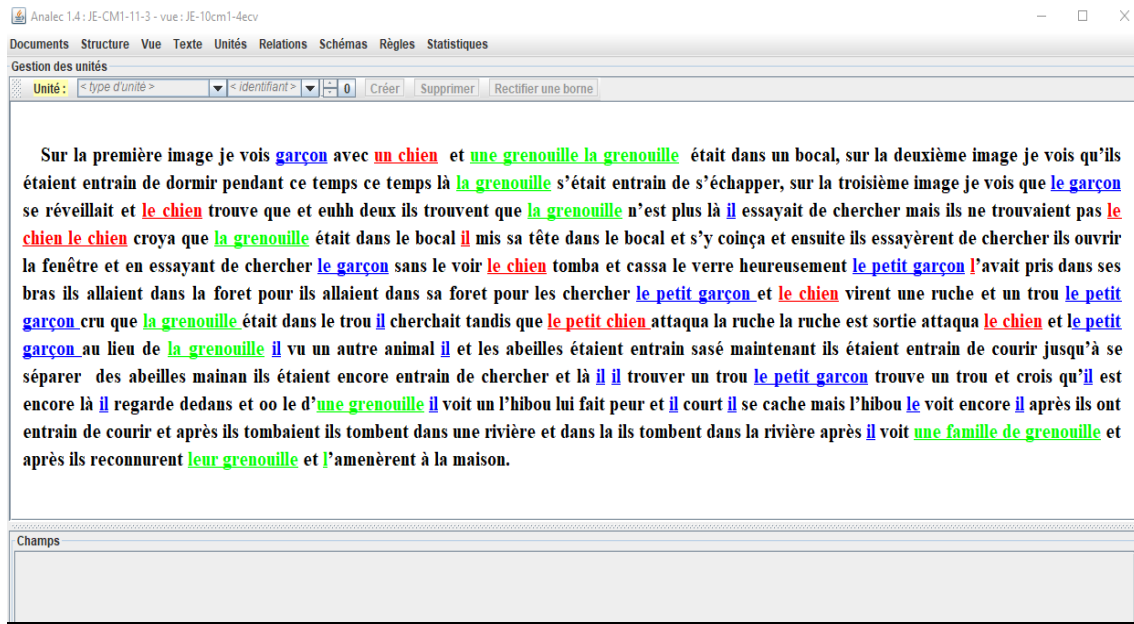 Analec 1.4 : JE-CM1-11-3 - vue : JE-10cm1-4ecv
Documents Structure Vue Texte Unités Relations Schémas Règles Statistiques
Gestion des unités
Unité : < type d'unité > < identifiant > 0 Créer Supprimer Rectifier une borne
Sur la première image je vois garçon avec un chien et une grenouille la grenouille était dans un bocal, sur la deuxième image je vois qu'ils
étaient entrain de dormir pendant ce temps ce temps là la grenouille s'était entrain de s'échapper, sur la troisième image je vois que le garçon
se réveillait et le chien trouve que et euhh deux ils trouvent que la grenouille n'est plus là il essayait de chercher mais ils ne trouvaient pas le
chien le chien croya que la grenouille était dans le bocal il mis sa tête dans le bocal et s'y coinça et ensuite ils essayèrent de chercher ils ouvrir
la fenêtre et en essayant de chercher le garçon sans le voir le chien tomba et cassa le verre heureusement le petit garçon l'avait pris dans ses
bras ils allaient dans la foret pour ils allaient dans sa foret pour les chercher le petit garçon et le chien virent une ruche et un trou le petit
garçon cru que la grenouille était dans le trou il cherchait tandis que le petit chien attaqua la ruche la ruche est sortie attaqua le chien et le petit
garçon au lieu de la grenouille il vu un autre animal il et les abeilles étaient entrain sasé maintenant ils étaient entrain de courir jusqu'à se
séparer des abeilles mainan ils étaient encore entrain de chercher et là il il trouver un trou le petit garcon trouve un trou et crois qu'il est
encore là il regarde dedans et oo le d'une grenouille il voit un l'hibou lui fait peur et il court il se cache mais l'hibou le voit encore il après ils ont
entrain de courir et après ils tombaient ils tombent dans une rivière et dans la ils tombent dans la rivière après il voit une famille de grenouille et
après ils reconnurent leur grenouille et l'amenèrent à la maison.
Champs